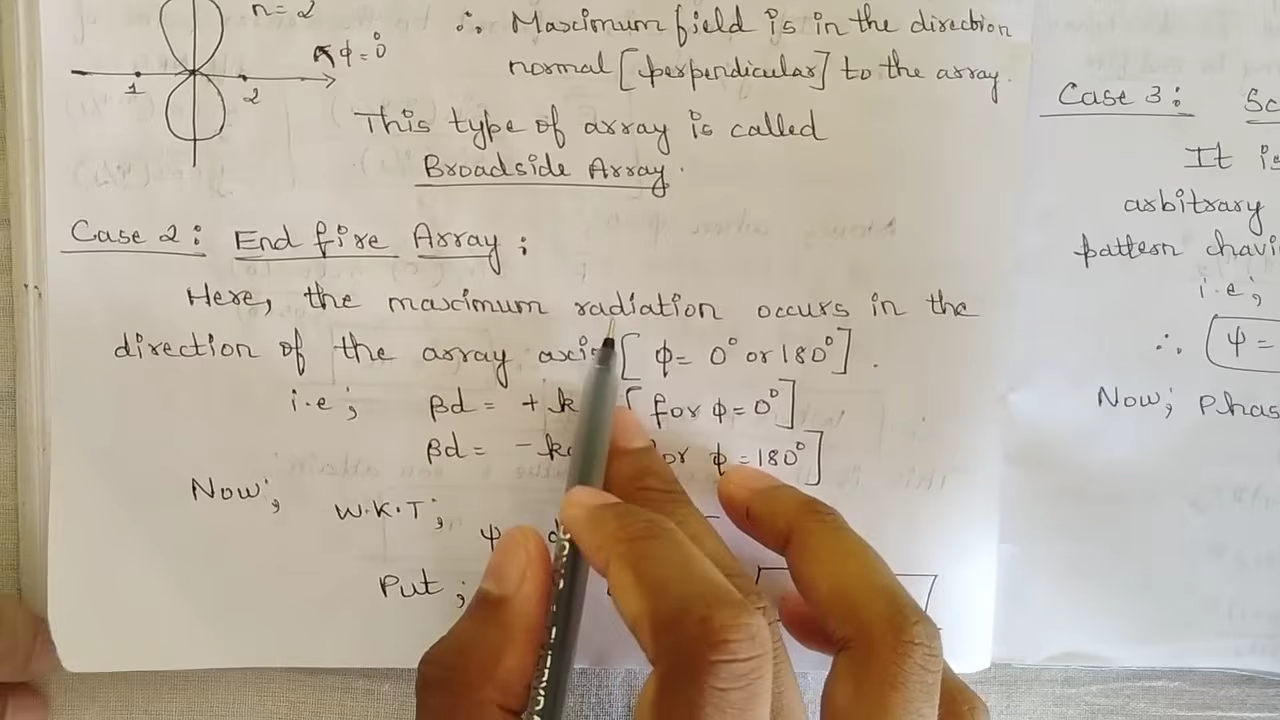 n=2
φ=0°
1
2
∴ Maximum field is in the direction
normal [perpendicular] to the array.
This type of array is called
Broadside Array.
Case 2: End fire Array:
Here, the maximum radiation occurs in the
direction of the array axis [φ= 0° or 180°].
i.e; βd = + [for φ=0°]
βd = - φ=180°]
Now; W.K.T;
ψ
Put;
Case 3:
It is
arbitrary
pattern
i.e;
∴ ψ =
Now;